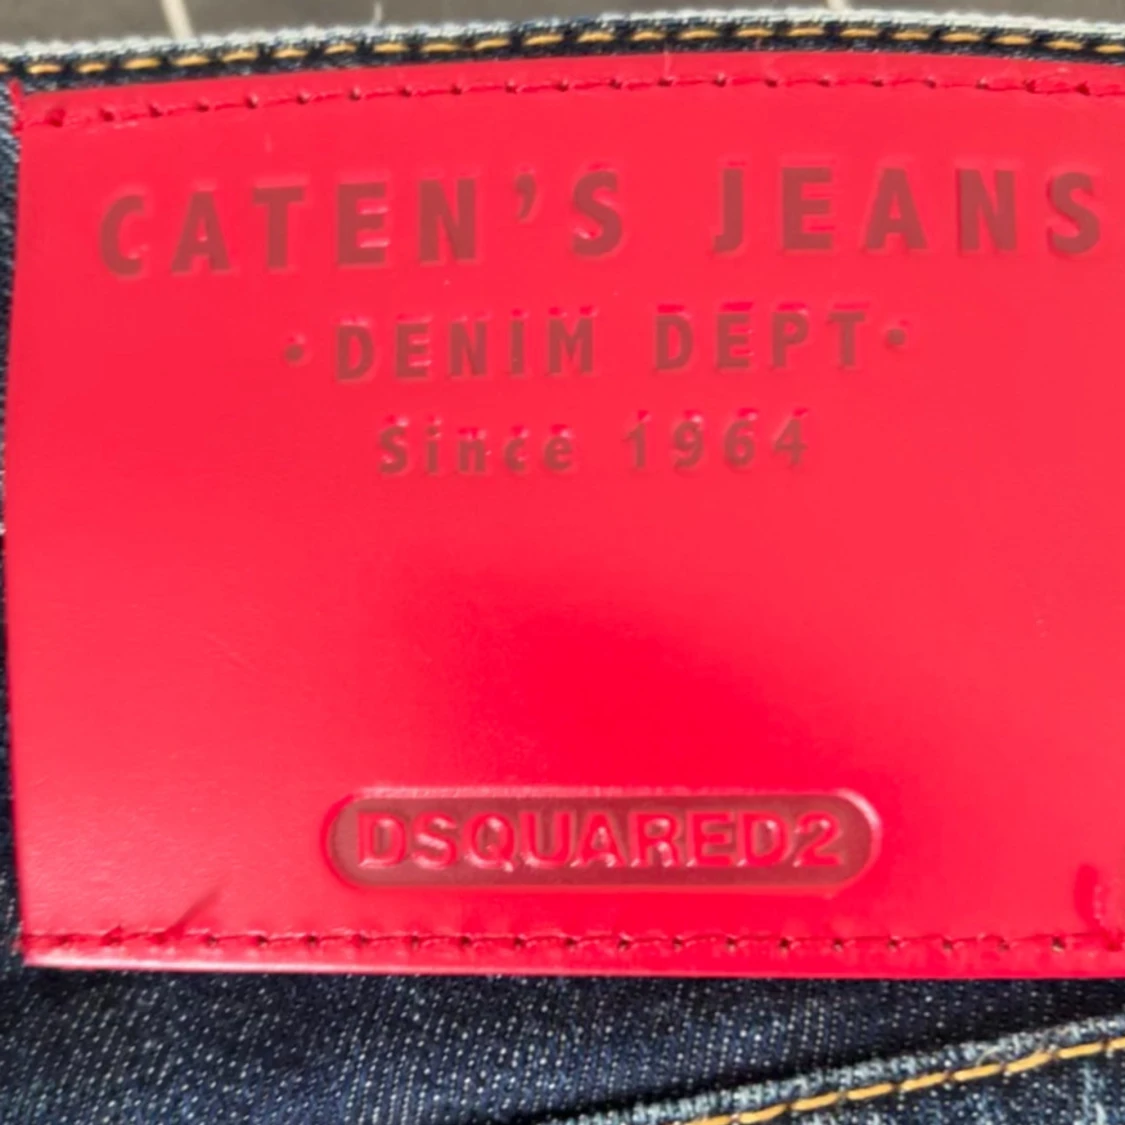 CATEN'S JEANS
•DENIM DEPT•
Since 1964
DSQUARED2